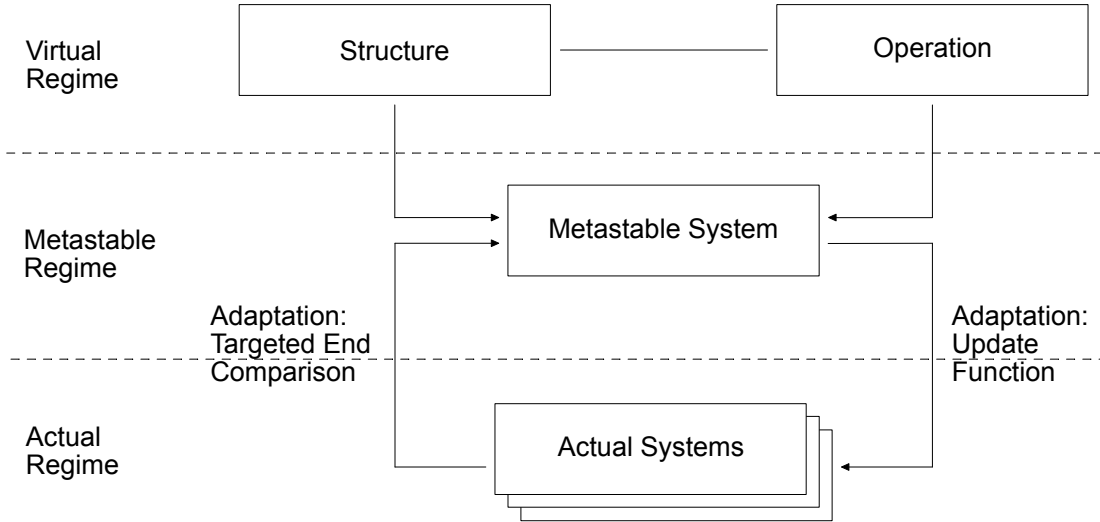 Virtual
Regime
Structure
Operation
Metastable
Regime
Metastable System
Adaptation:
Targeted End
Comparison
Adaptation:
Update
Function
Actual
Regime
Actual Systems